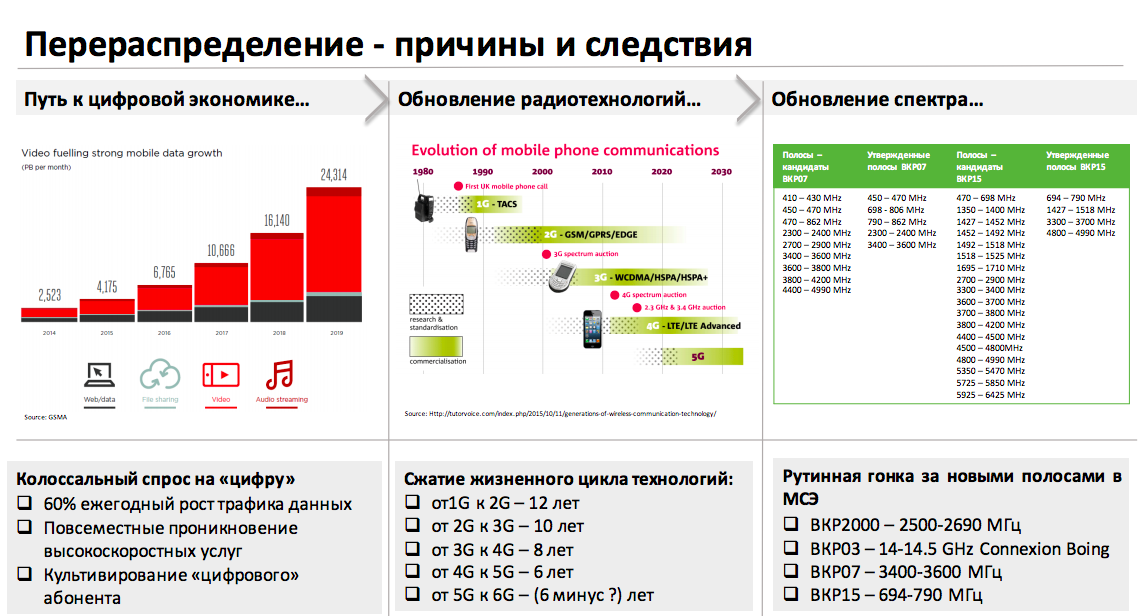 Перераспределение - причины и следствия
Путь к цифровой экономике...
Video fuelling strong mobile data growth
(PB per month)
2,523
4,175
6,765
10,666
16,140
24,314
2014
2015
2016
2017
2018
2019
Web/data
File sharing
Video
Audio streaming
Source: GSMA
Колоссальный спрос на «цифру»
60% ежегодный рост трафика данных
Повсеместные проникновение
высокоскоростных услуг
Культивирование «цифрового»
абонента
Обновление радиотехнологий...
Evolution of mobile phone communications
1980
1990
2000
2010
2020
2030
First UK mobile phone call
1G - TACS
2G - GSM/GPRS/EDGE
3G spectrum auction
3G - WCDMA/HSPA/HSPA+
4G spectrum auction
2.3 GHz & 3.4 GHz auction
4G - LTE/LTE Advanced
5G
research &
standardisation
commercialisation
Source: Http://tutorvoice.com/index.php/2015/10/11/generations-of-wireless-communication-technology/
Сжатие жизненного цикла технологий:
от1G к 2G – 12 лет
от 2G к 3G – 10 лет
от 3G к 4G – 8 лет
от 4G к 5G – 6 лет
от 5G к 6G – (6 минус ?) лет
Обновление спектра...
Полосы –
кандидаты
ВКР07
410 – 430 MHz
450 – 470 MHz
470 – 862 MHz
2300 – 2400 MHz
2700 – 2900 MHz
3400 – 3600 MHz
3600 – 3800 MHz
3800 – 4200 MHz
4400 – 4990 MHz
Утвержденные
полосы ВКР07
450 – 470 MHz
698 - 806 MHz
790 – 862 MHz
2300 – 2400 MHz
3400 – 3600 MHz
Полосы –
кандидаты
ВКР15
470 – 698 MHz
1350 – 1400 MHz
1427 – 1452 MHz
1452 – 1492 MHz
1492 – 1518 MHz
1518 – 1525 MHz
1695 – 1710 MHz
2700 – 2900 MHz
3300 – 3400 MHz
3600 – 3700 MHz
3700 – 3800 MHz
3800 – 4200 MHz
4400 – 4500 MHz
4500 – 4800MHz
4800 – 4990 MHz
5350 – 5470 MHz
5725 – 5850 MHz
5925 – 6425 MHz
Утвержденные
полосы ВКР15
694 – 790 MHz
1427 – 1518 MHz
3300 – 3700 MHz
4800 – 4990 MHz
Рутинная гонка за новыми полосами в
МСЭ
ВКР2000 – 2500-2690 МГц
ВКР03 – 14-14.5 GHz Connexion Boing
ВКР07 – 3400-3600 МГц
ВКР15 – 694-790 МГц